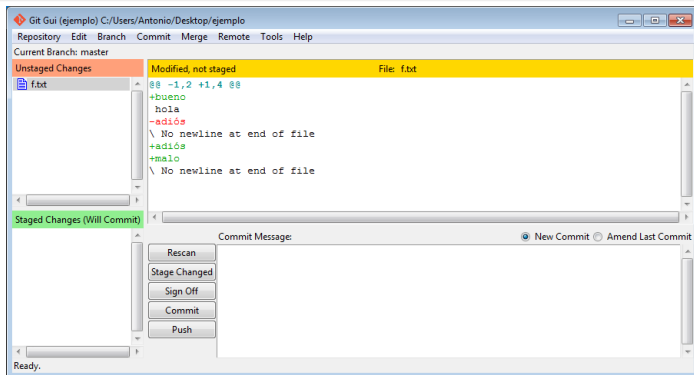 Git Gui (ejemplo) C:/Users/Antonio/Desktop/ejemplo
Repository Edit Branch Commit Merge Remote Tools Help
Current Branch: master
Unstaged Changes
f.txt
Modified, not staged File: f.txt
@@ -1,2 +1,4 @@
+bueno
 hola
-adiós
\ No newline at end of file
+adiós
+malo
\ No newline at end of file
Staged Changes (Will Commit)
Commit Message: New Commit Amend Last Commit
Rescan
Stage Changed
Sign Off
Commit
Push
Ready.